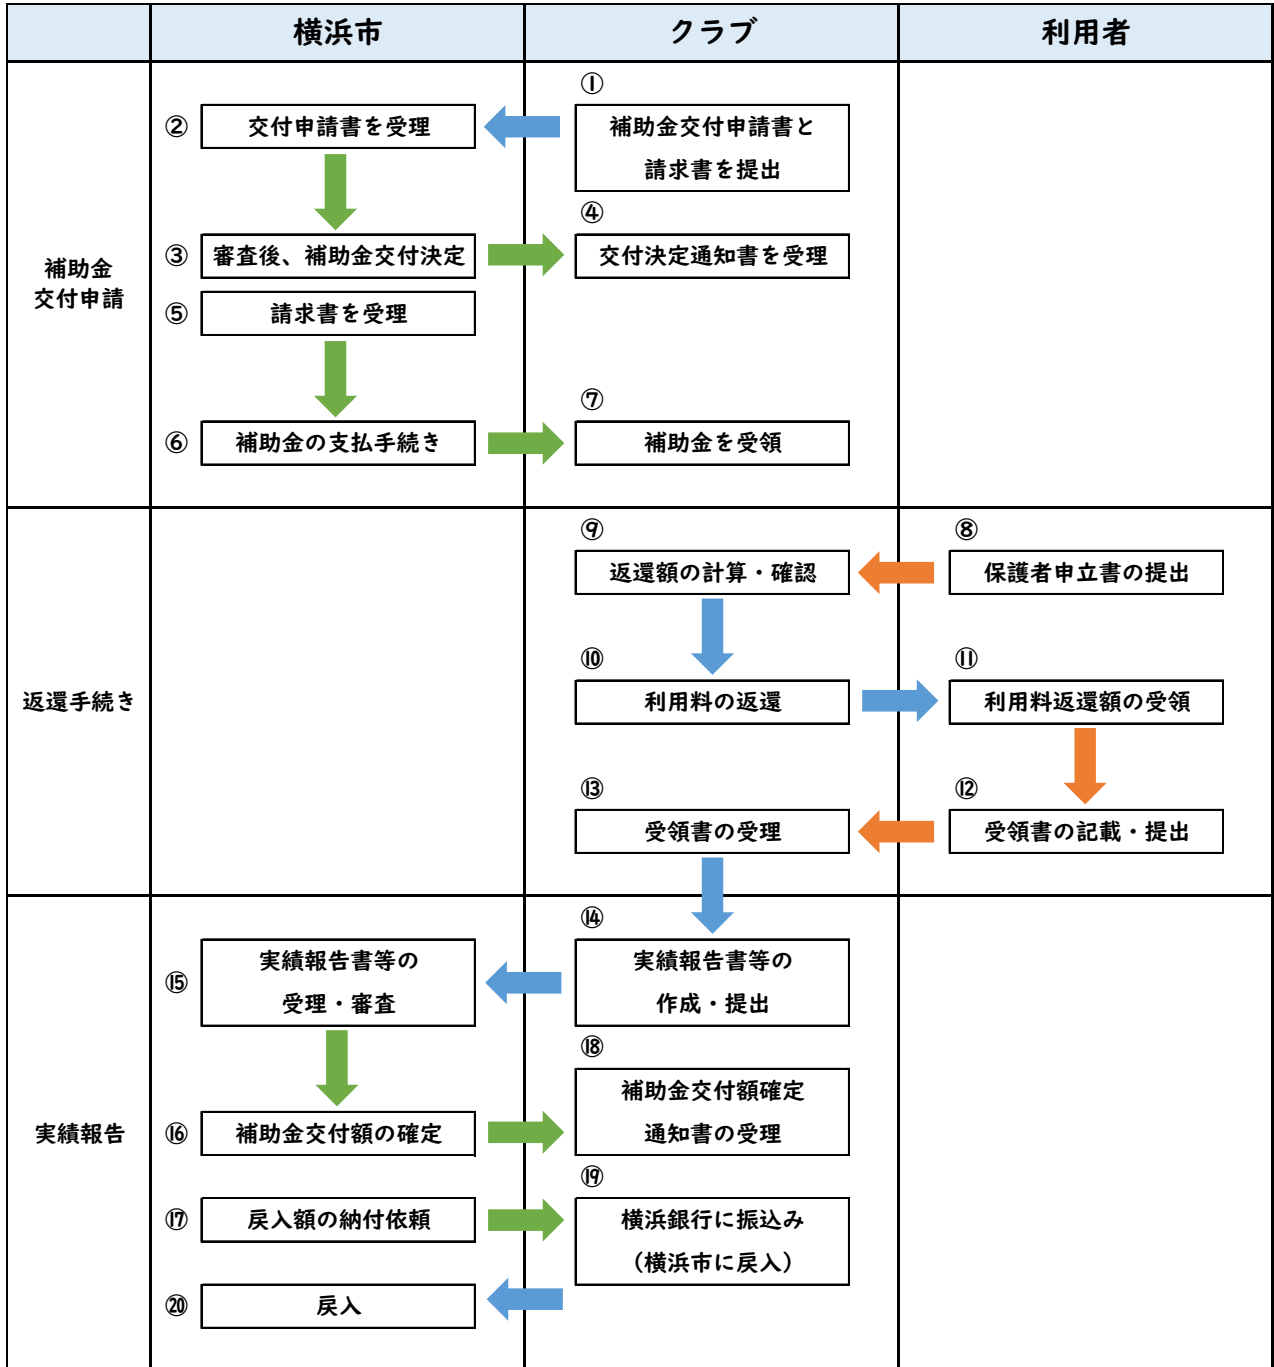 横浜市
クラブ
利用者
補助金
交付申請
①
補助金交付申請書と
請求書を提出
②
交付申請書を受理
③
審査後、補助金交付決定
④
交付決定通知書を受理
⑤
請求書を受理
⑥
補助金の支払手続き
⑦
補助金を受領
返還手続き
⑧
保護者申立書の提出
⑨
返還額の計算・確認
⑩
利用料の返還
⑪
利用料返還額の受領
⑫
受領書の記載・提出
⑬
受領書の受理
実績報告
⑭
実績報告書等の
作成・提出
⑮
実績報告書等の
受理・審査
⑯
補助金交付額の確定
⑰
戻入額の納付依頼
⑱
補助金交付額確定
通知書の受理
⑲
横浜銀行に振込み
（横浜市に戻入）
⑳
戻入